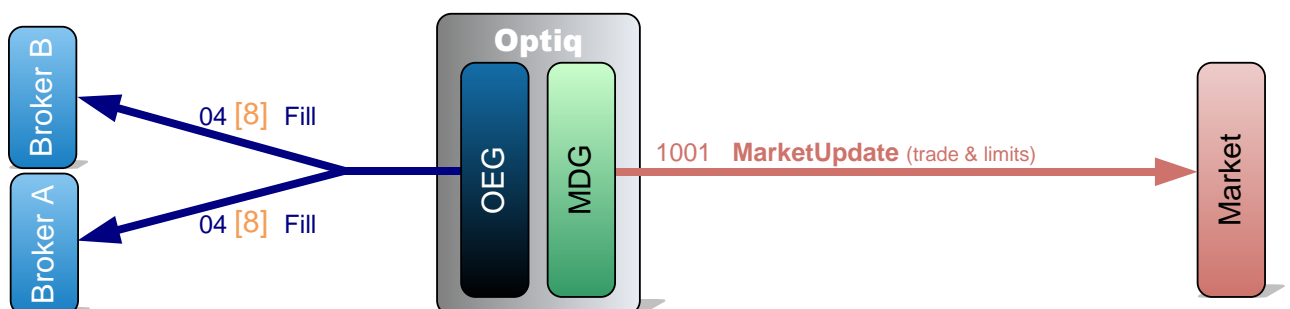 Optiq
Broker B
04 [8] Fill
OEG
MDG
1001 MarketUpdate (trade & limits)
Market
Broker A
04 [8] Fill